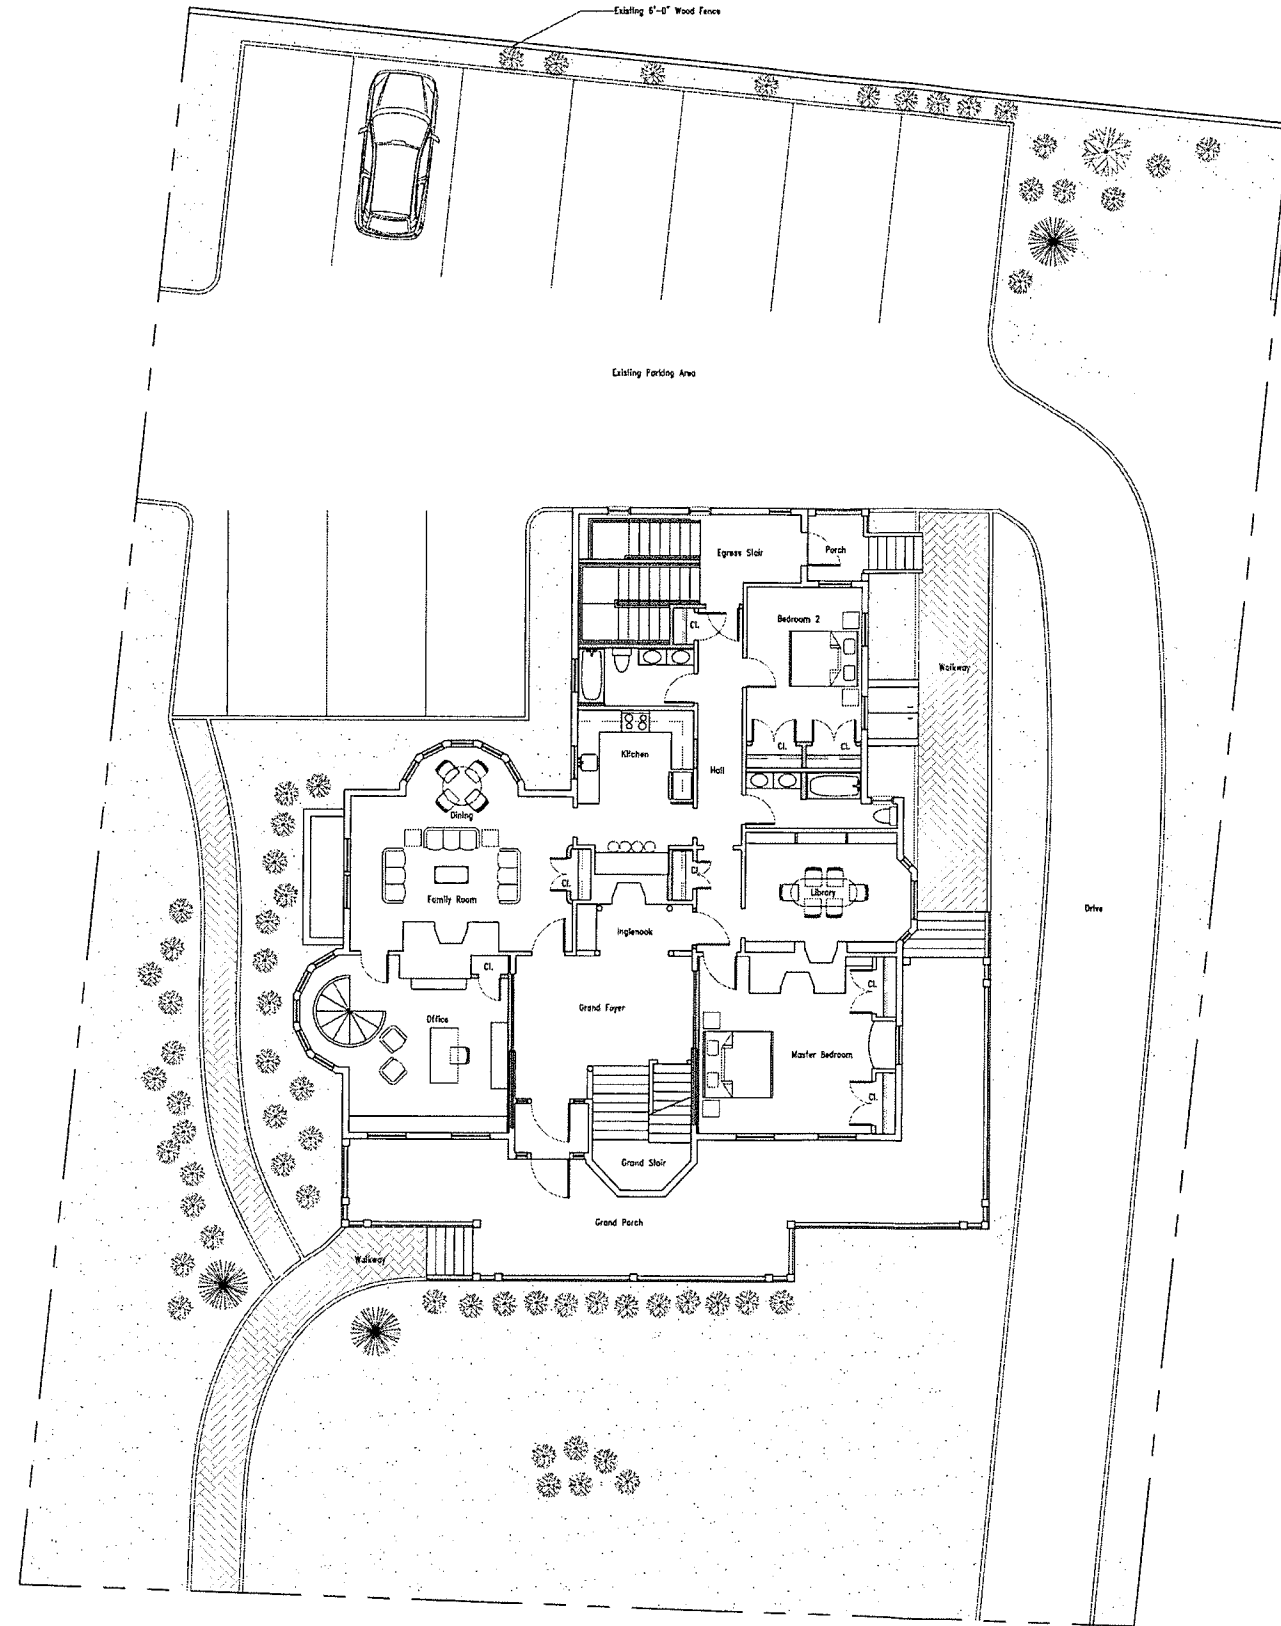 Existing 6'-0" Wood Fence
Existing Parking Area
Egress Stair
Porch
Cl.
Bedroom 2
Walkway
Kitchen
Cl.
Cl.
Hall
Dining
Cl.
Cl.
Family Room
Library
Drive
Inglenook
Cl.
Cl.
Grand Foyer
Office
Master Bedroom
Cl.
Grand Stair
Grand Porch
Walkway